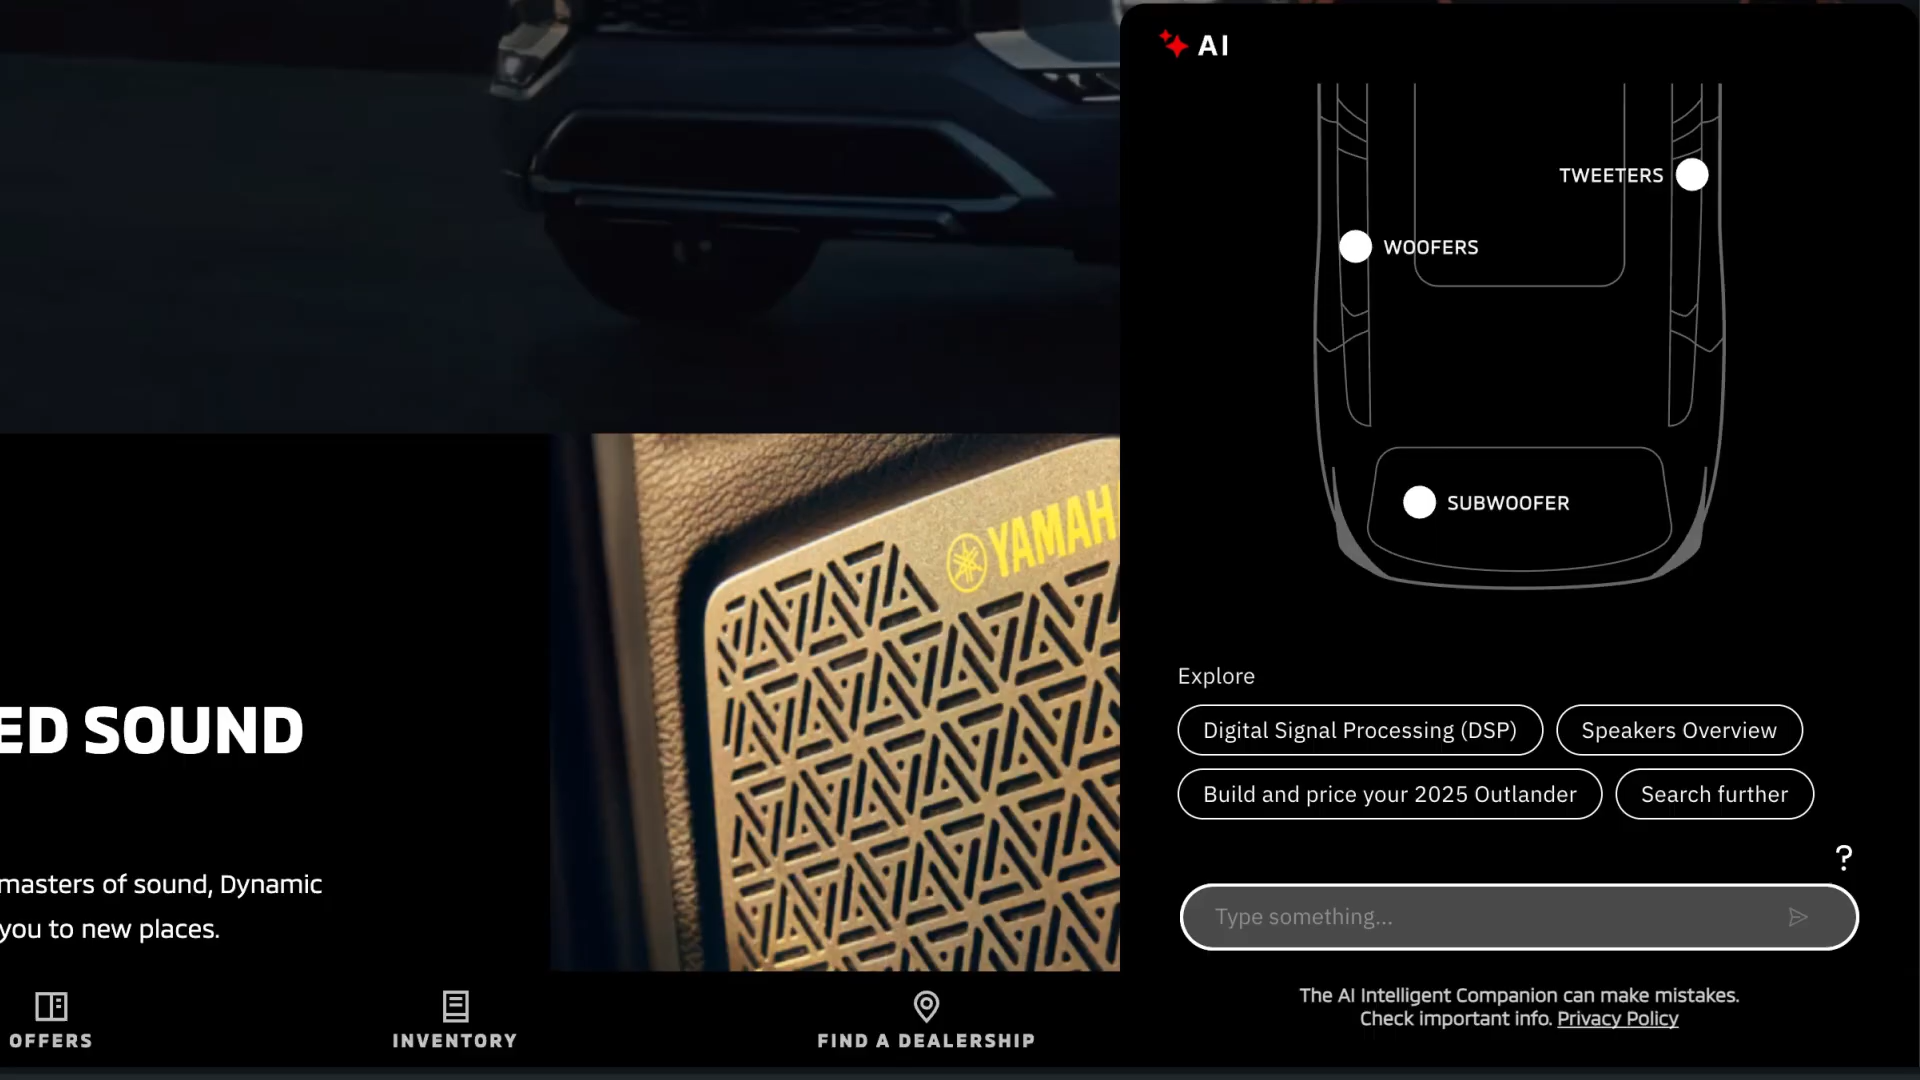 AI
TWEETERS
WOOFERS
SUBWOOFER
YAMAH
ED SOUND
masters of sound, Dynamic
you to new places.
Explore
Digital Signal Processing (DSP)
Speakers Overview
Build and price your 2025 Outlander
Search further
?
Type something...
The AI Intelligent Companion can make mistakes.
Check important info. Privacy Policy
OFFERS
INVENTORY
FIND A DEALERSHIP